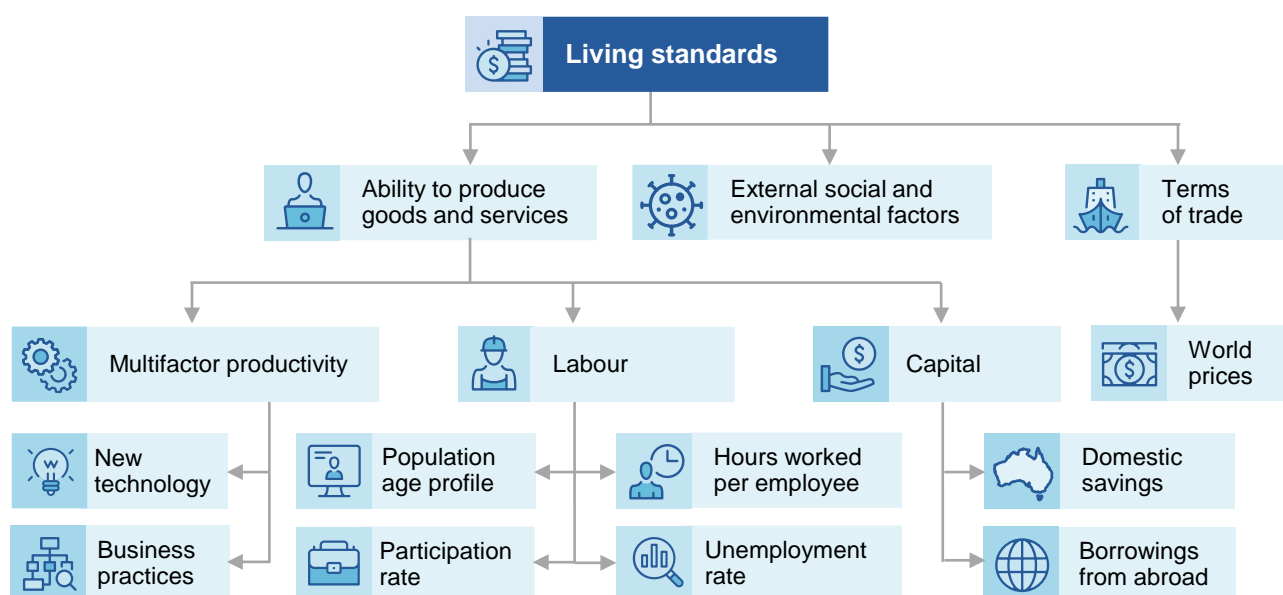 Living standards
Ability to produce
goods and services
External social and
environmental factors
Terms
of trade
Multifactor productivity
Labour
Capital
World
prices
New
technology
Population
age profile
Hours worked
per employee
Domestic
savings
Business
practices
Participation
rate
Unemployment
rate
Borrowings
from abroad